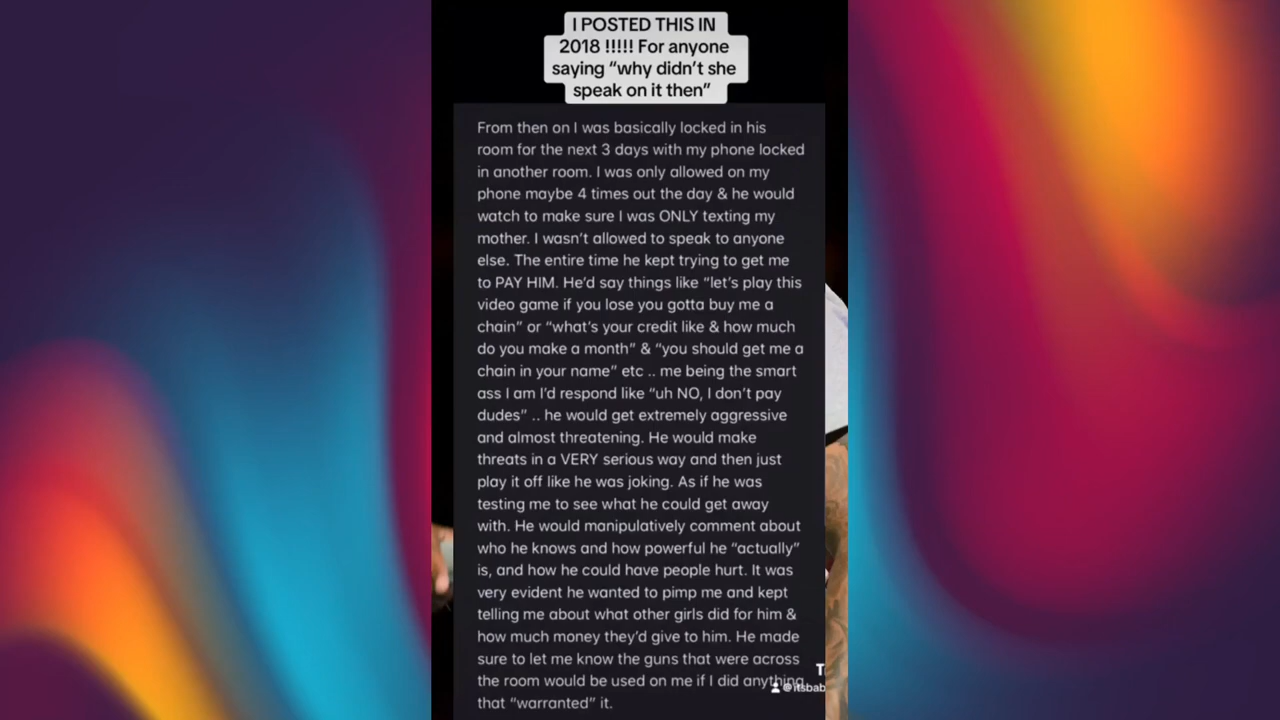 I POSTED THIS IN
2018 !!!!! For anyone
saying “why didn’t she
speak on it then”
From then on I was basically locked in his
room for the next 3 days with my phone locked
in another room. I was only allowed on my
phone maybe 4 times out the day & he would
watch to make sure I was ONLY texting my
mother. I wasn’t allowed to speak to anyone
else. The entire time he kept trying to get me
to PAY HIM. He’d say things like “let’s play this
video game if you lose you gotta buy me a
chain” or “what’s your credit like & how much
do you make a month” & “you should get me a
chain in your name” etc .. me being the smart
ass I am I’d respond like “uh NO, I don’t pay
dudes” .. he would get extremely aggressive
and almost threatening. He would make
threats in a VERY serious way and then just
play it off like he was joking. As if he was
testing me to see what he could get away
with. He would manipulatively comment about
who he knows and how powerful he “actually”
is, and how he could have people hurt. It was
very evident he wanted to pimp me and kept
telling me about what other girls did for him &
how much money they’d give to him. He made
sure to let me know the guns that were across
the room would be used on me if I did anything
that “warranted” it.
@itsbab